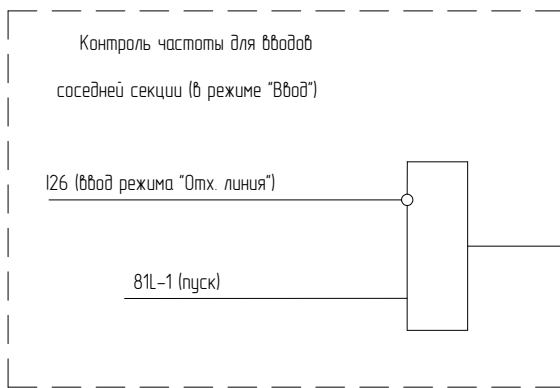 Контроль частоты для вводов
соседней секции (в режиме "Ввод")
I26 (ввод режима "Отх. линия")
81L-1 (пуск)